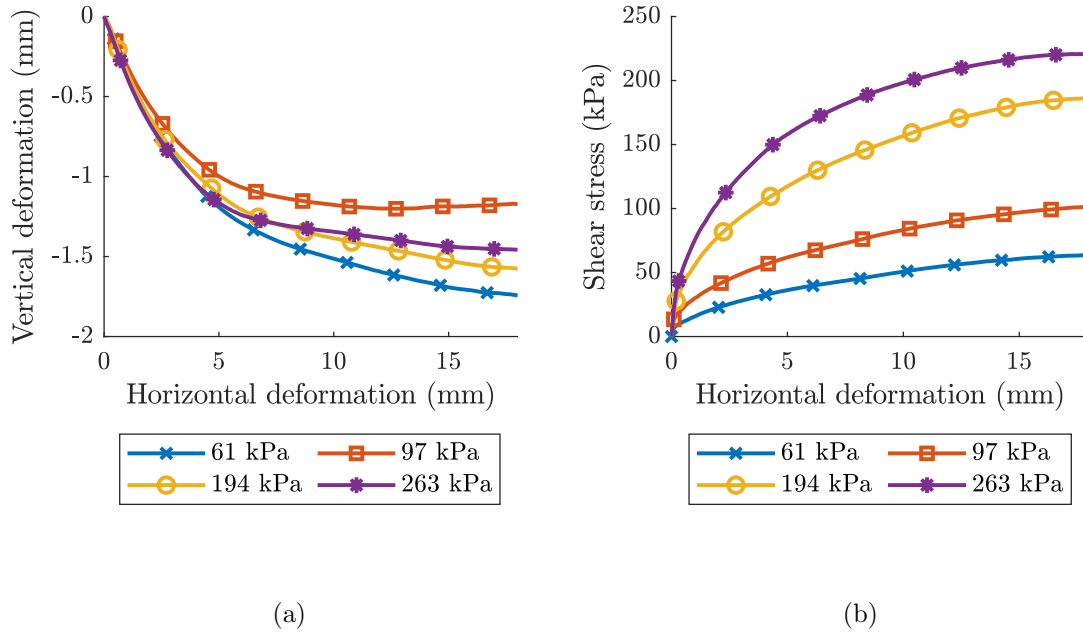 0
-0.5
-1
-1.5
-2
0 5 10 15
Vertical deformation (mm)
Horizontal deformation (mm)
61 kPa 97 kPa
194 kPa 263 kPa
(a)
250
200
150
100
50
0
0 5 10 15
Shear stress (kPa)
Horizontal deformation (mm)
61 kPa 97 kPa
194 kPa 263 kPa
(b)